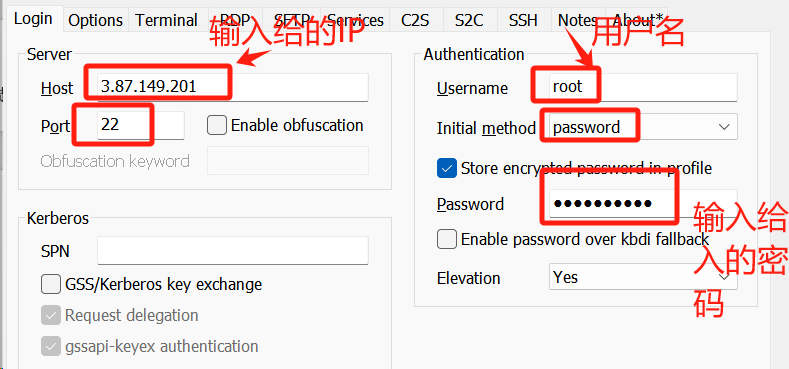 Login Options Terminal RDP SFTP Services C2S S2C SSH Notes About*
输入给的IP
用户名
Server
Host 3.87.149.201
Port 22 Enable obfuscation
Obfuscation keyword
Kerberos
SPN
GSS/Kerberos key exchange
Request delegation
gssapi-keyex authentication
Authentication
Username root
Initial method password
Store encrypted password in profile
Password ●●●●●●●●●●
Enable password over kbdi fallback
Elevation Yes
输入给
入的密
码